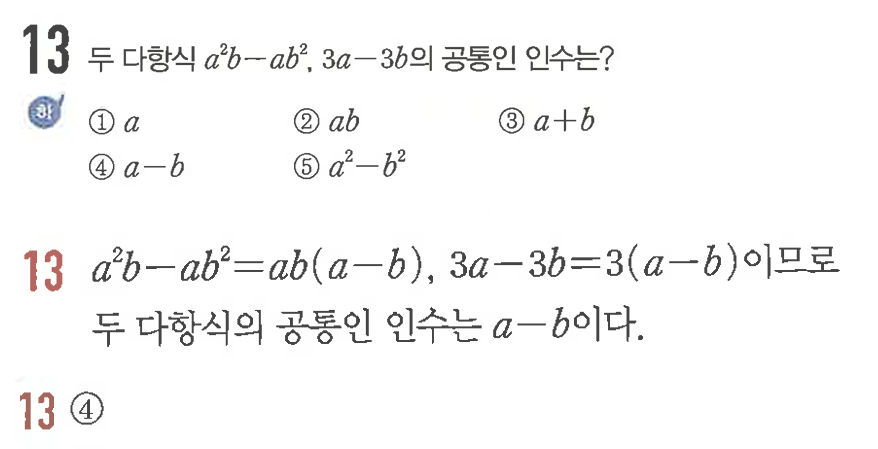 13 두 다항식 a²b-ab², 3a-3b의 공통인 인수는?
하
① a ② ab ③ a+b
④ a-b ⑤ a²-b²
13 a²b-ab²=ab(a-b), 3a-3b=3(a-b)이므로
두 다항식의 공통인 인수는 a-b이다.
13 ④